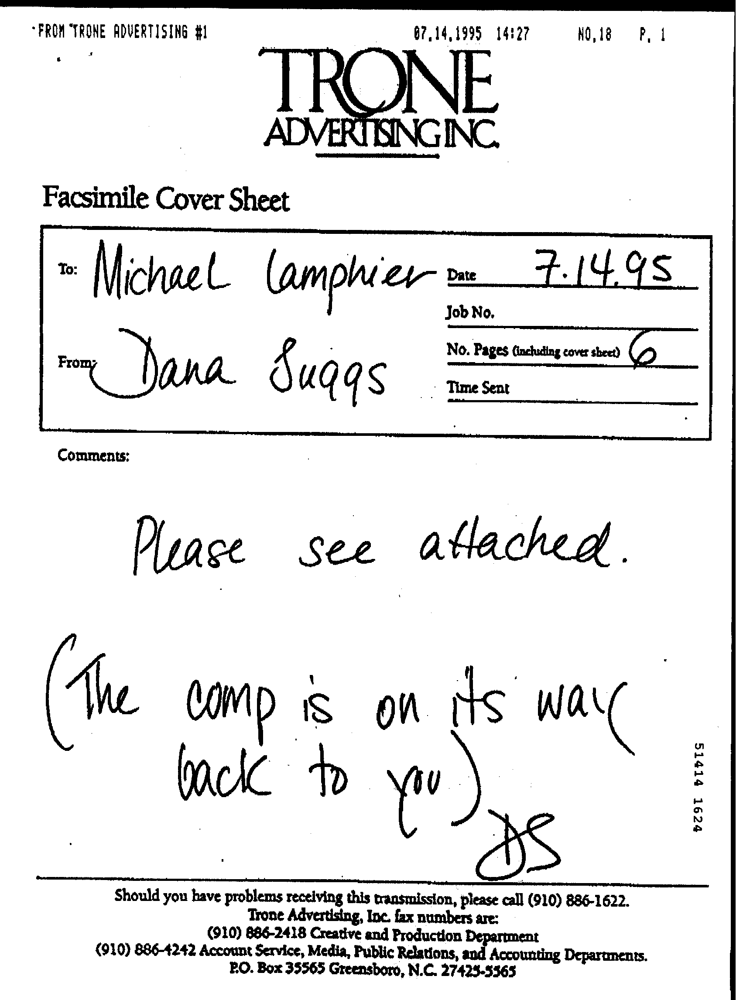 FROM TRONE ADVERTISING #1 07.14.1995 14:27 NO.18 P. 1
TRONE
ADVERTISING INC.
Facsimile Cover Sheet
To: Michael Lamphier Date 7.14.95
Job No.
From: Dana Suggs No. Pages (including cover sheet) 6
Time Sent
Comments:
Please see attached.
(The comp is on its way
back to you)
DS
51414 1624
Should you have problems receiving this transmission, please call (910) 886-1622.
Trone Advertising, Inc. fax numbers are:
(910) 886-2418 Creative and Production Department
(910) 886-4242 Account Service, Media, Public Relations, and Accounting Departments.
P.O. Box 35565 Greensboro, N.C. 27425-5565